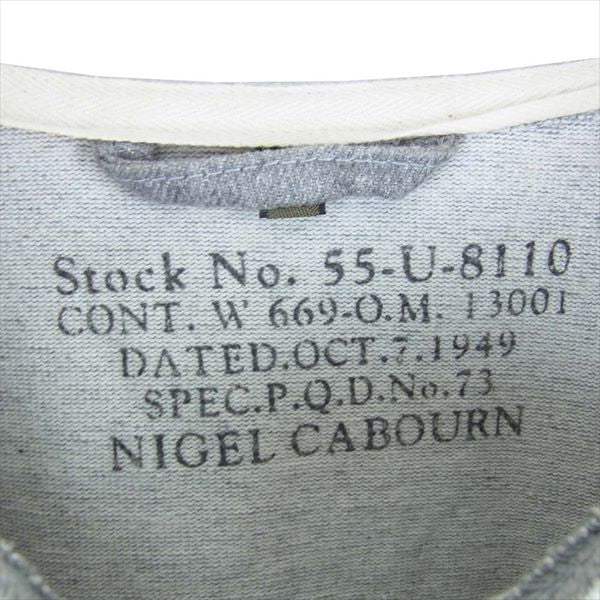 Stock No. 55-U-8110
CONT. W 669-O.M. 13001
DATED.OCT.7.1949
SPEC.P.Q.D.No.73
NIGEL CABOURN